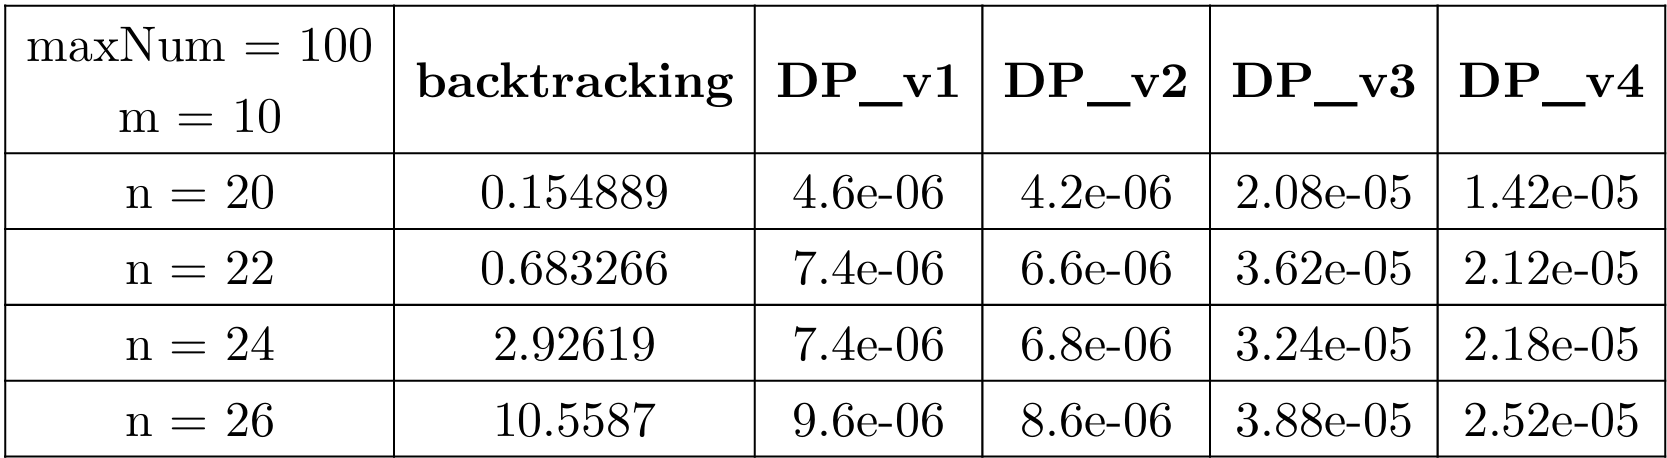 maxNum = 100
m = 10
backtracking DP_v1 DP_v2 DP_v3 DP_v4
n = 20 0.154889 4.6e-06 4.2e-06 2.08e-05 1.42e-05
n = 22 0.683266 7.4e-06 6.6e-06 3.62e-05 2.12e-05
n = 24 2.92619 7.4e-06 6.8e-06 3.24e-05 2.18e-05
n = 26 10.5587 9.6e-06 8.6e-06 3.88e-05 2.52e-05